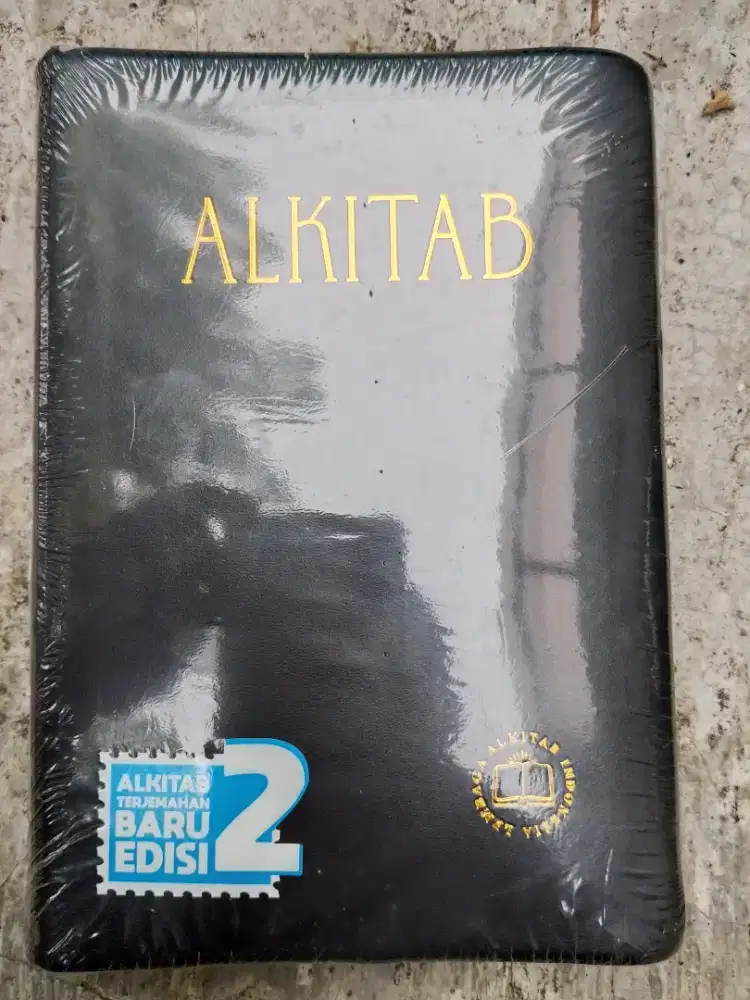 ALKITAB
ALKITAB
TERJEMAHAN
BARU
EDISI
2
LEMBAGA ALKITAB INDONESIA